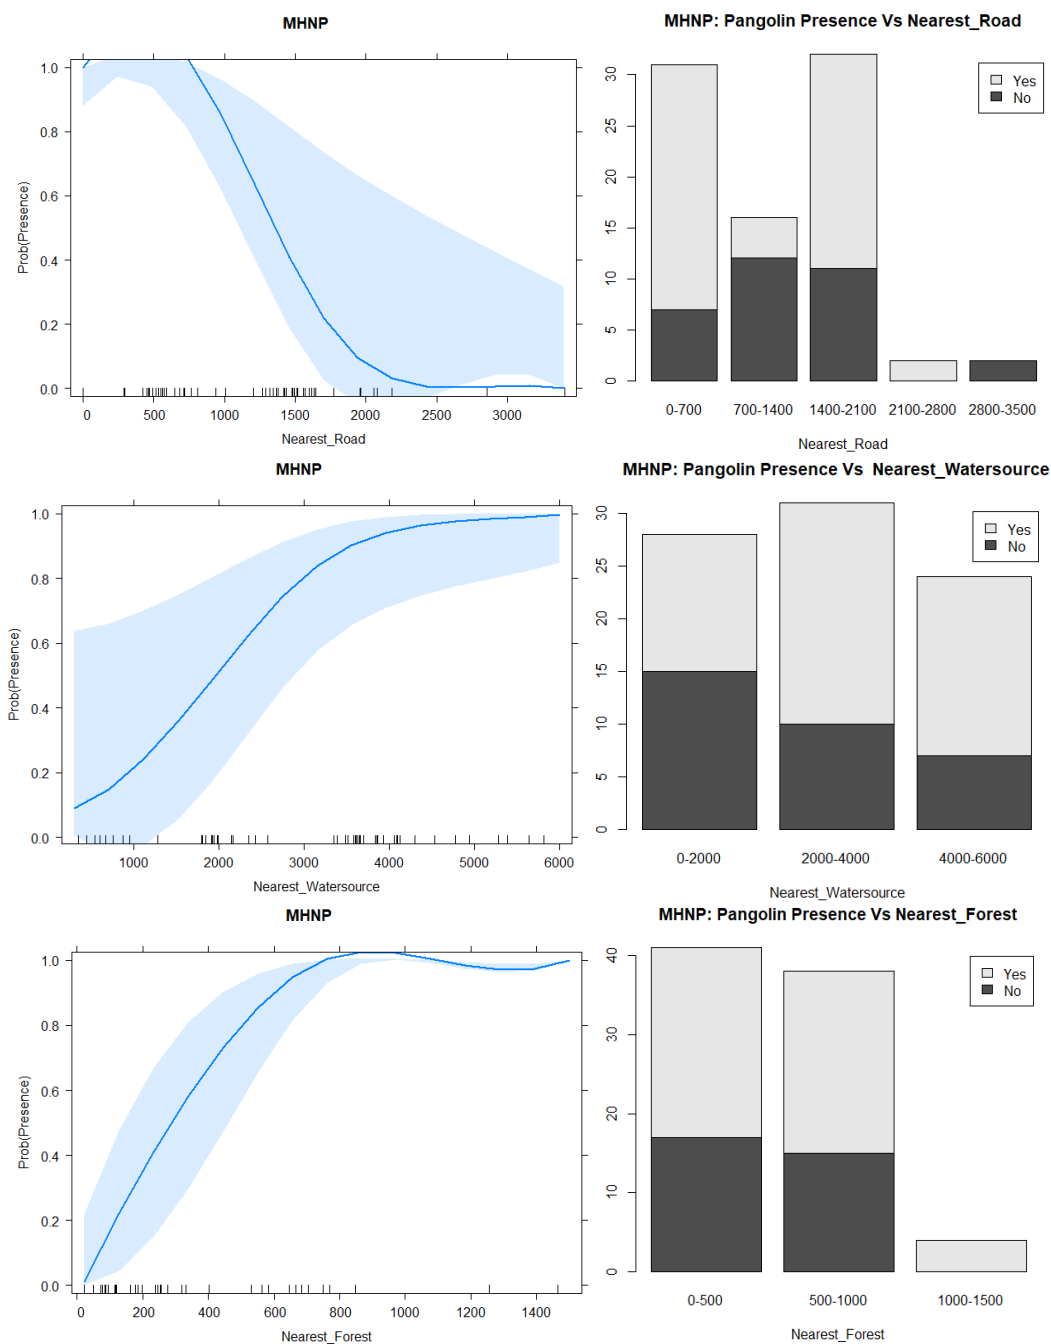 MHNP
1.0
0.8
0.6
0.4
0.2
0.0
Prob(Presence)
0 500 1000 1500 2000 2500 3000
Nearest_Road
MHNP: Pangolin Presence Vs Nearest_Road
Yes
No
30
25
20
15
10
5
0
0-700 700-1400 1400-2100 2100-2800 2800-3500
Nearest_Road
MHNP
1.0
0.8
0.6
0.4
0.2
0.0
Prob(Presence)
1000 2000 3000 4000 5000 6000
Nearest_Watersource
MHNP: Pangolin Presence Vs  Nearest_Watersource
Yes
No
30
25
20
15
10
5
0
0-2000 2000-4000 4000-6000
Nearest_Watersource
MHNP
1.0
0.8
0.6
0.4
0.2
0.0
Prob(Presence)
0 200 400 600 800 1000 1200 1400
Nearest_Forest
MHNP: Pangolin Presence Vs Nearest_Forest
Yes
No
40
30
20
10
0
0-500 500-1000 1000-1500
Nearest_Forest